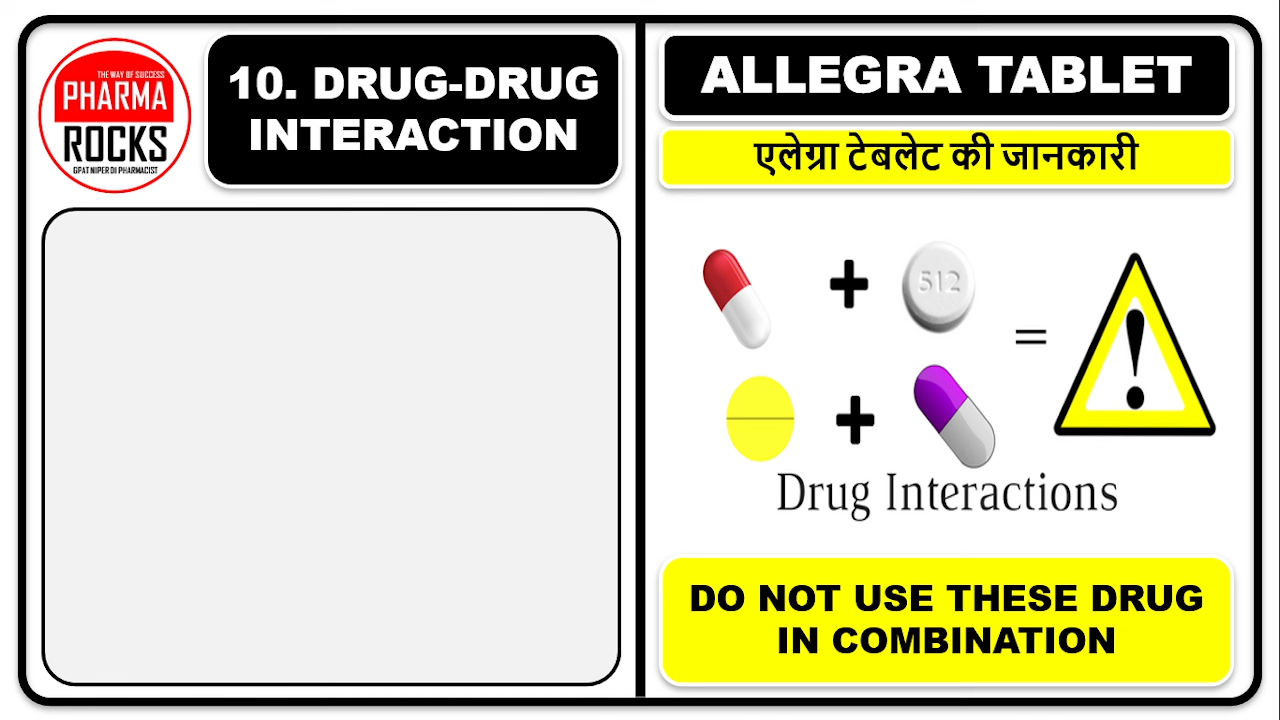 THE WAY OF SUCCESS
PHARMA
ROCKS
GPAT NIPER DI PHARMACIST
10. DRUG-DRUG
INTERACTION
ALLEGRA TABLET
एलेग्रा टेबलेट की जानकारी
512
Drug Interactions
DO NOT USE THESE DRUG
IN COMBINATION